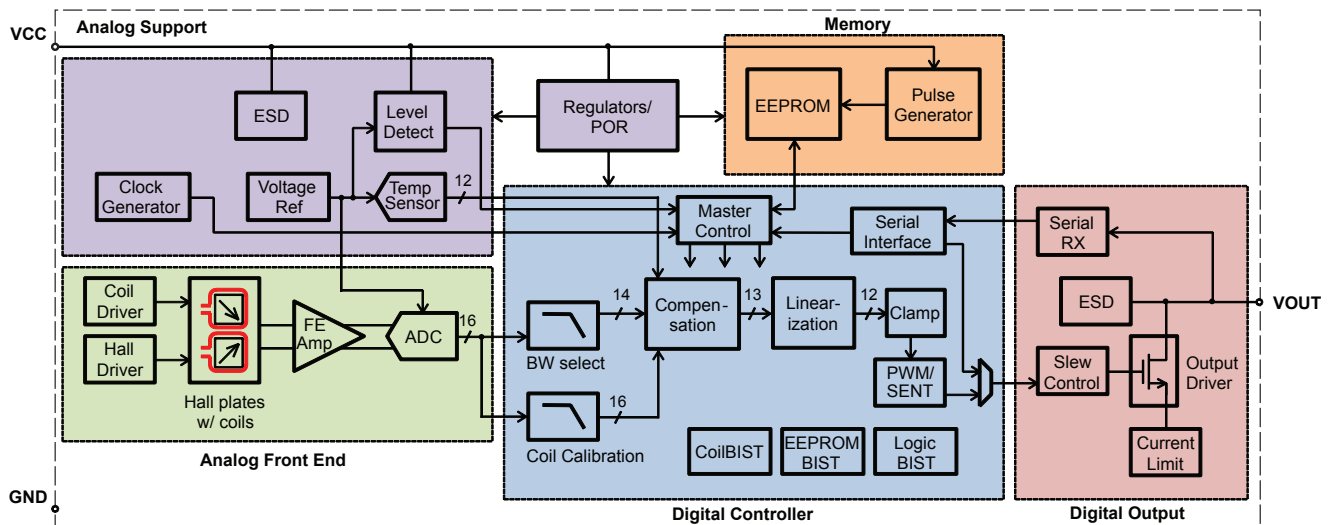 VCC
Analog Support
Memory
ESD
Level
Detect
Regulators/
POR
EEPROM
Pulse
Generator
Clock
Generator
Voltage
Ref
Temp
Sensor
12
Master
Control
Serial
Interface
Serial
RX
Coil
Driver
Hall
Driver
Hall plates
w/ coils
FE
Amp
ADC
16
Analog Front End
BW select
14
Coil Calibration
16
Compen-
sation
13
Linear-
ization
12
Clamp
PWM/
SENT
CoilBIST
EEPROM
BIST
Logic
BIST
Digital Controller
ESD
VOUT
Slew
Control
Output
Driver
Current
Limit
Digital Output
GND